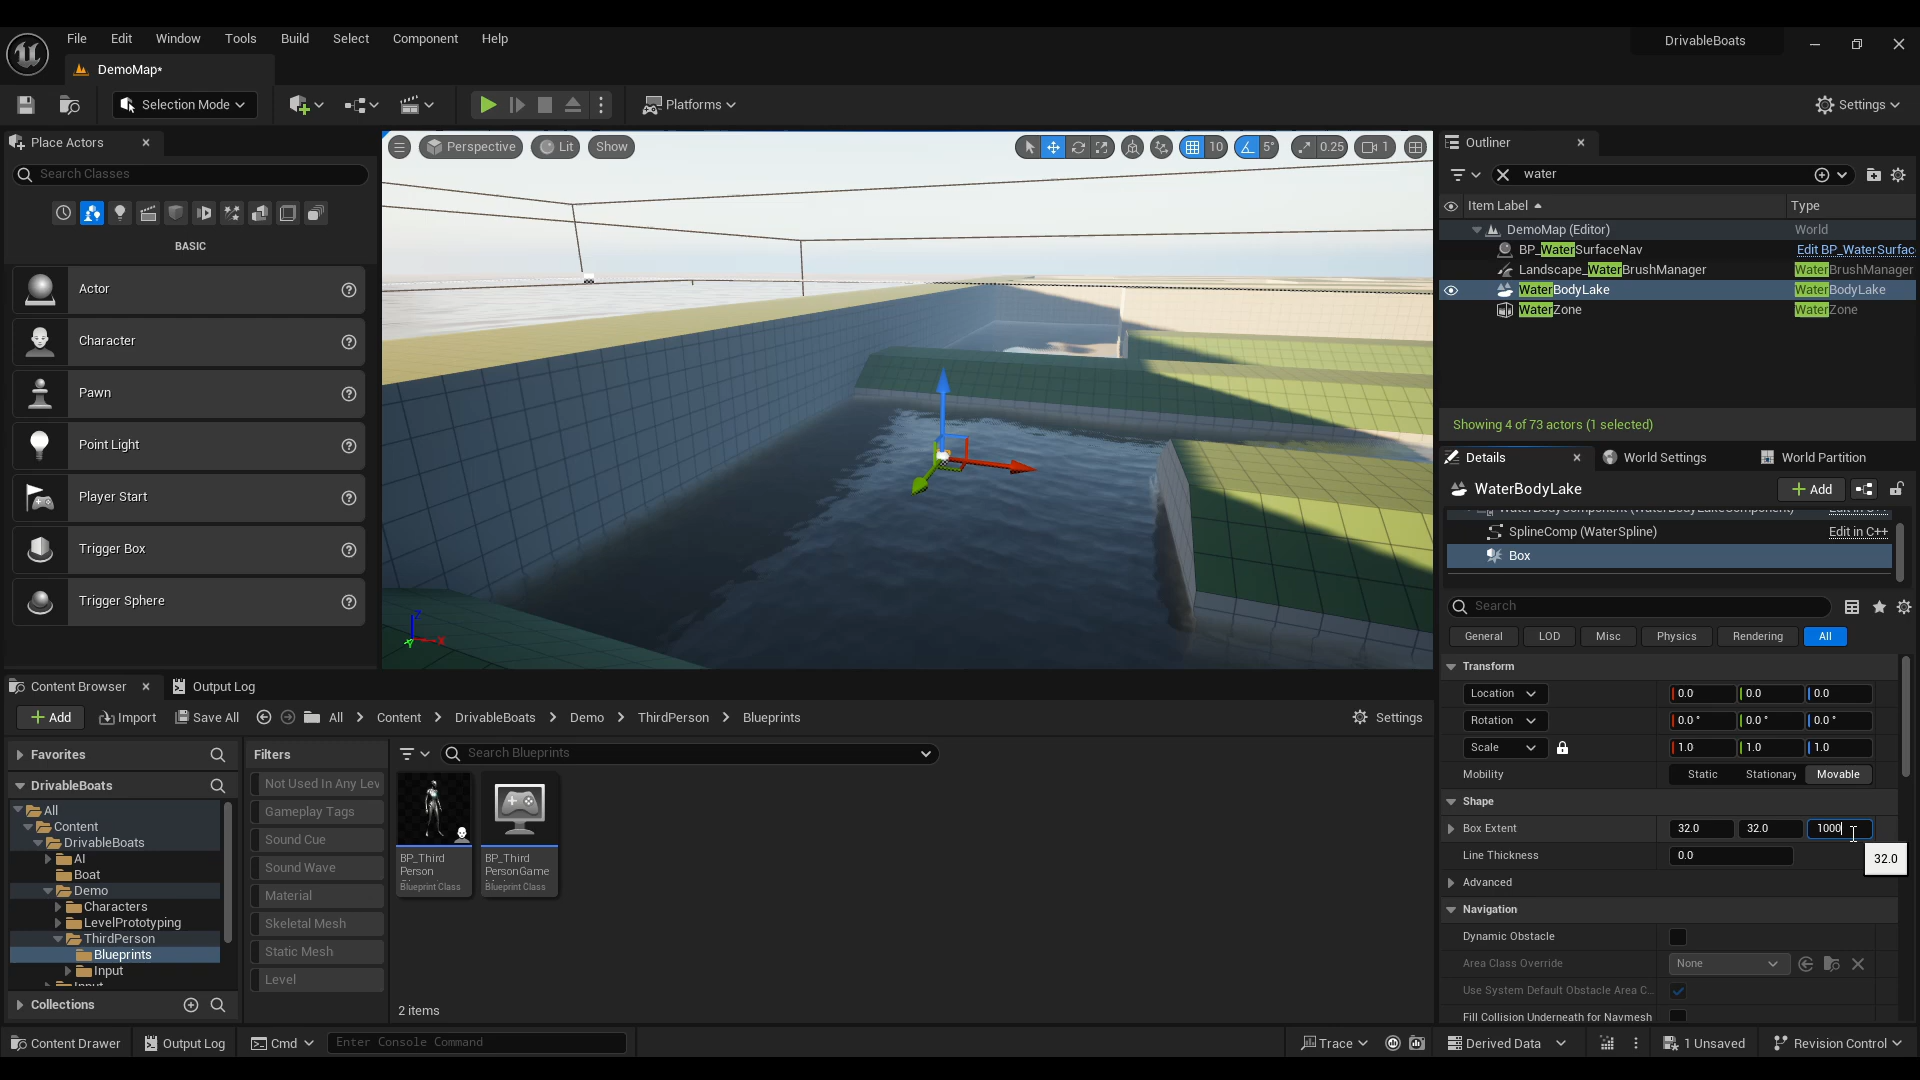 File Edit Window Tools Build Select Component Help
DrivableBoats
DemoMap*
Selection Mode
Platforms
Settings
Place Actors
Search Classes
BASIC
Actor
Character
Pawn
Point Light
Player Start
Trigger Box
Trigger Sphere
Perspective Lit Show 10 5° 0.25 1
Z
X
Y
Outliner
water
Item Label Type
DemoMap (Editor) World
BP_WaterSurfaceNav Edit BP_WaterSurfac
Landscape_WaterBrushManager WaterBrushManager
WaterBodyLake WaterBodyLake
WaterZone WaterZone
Showing 4 of 73 actors (1 selected)
Details World Settings World Partition
WaterBodyLake Add
WaterBodyComponent (WaterBodyLakeComponent) Edit in C++
SplineComp (WaterSpline) Edit in C++
Box
Search
General LOD Misc Physics Rendering All
Transform
Location 0.0 0.0 0.0
Rotation 0.0 ° 0.0 ° 0.0 °
Scale 1.0 1.0 1.0
Mobility Static Stationary Movable
Shape
Box Extent 32.0 32.0 1000
32.0
Line Thickness 0.0
Advanced
Navigation
Dynamic Obstacle
Area Class Override None
Use System Default Obstacle Area C...
Fill Collision Underneath for Navmesh
Content Browser Output Log
Add Import Save All All Content DrivableBoats Demo ThirdPerson Blueprints Settings
Favorites
DrivableBoats
All
Content
DrivableBoats
AI
Boat
Demo
Characters
LevelPrototyping
ThirdPerson
Blueprints
Input
Input
Collections
Filters
Not Used In Any Lev
Gameplay Tags
Sound Cue
Sound Wave
Material
Skeletal Mesh
Static Mesh
Level
Search Blueprints
BP_Third
Person
Blueprint Class
BP_Third
PersonGame
Blueprint Class
2 items
Content Drawer Output Log Cmd Enter Console Command Trace Derived Data 1 Unsaved Revision Control